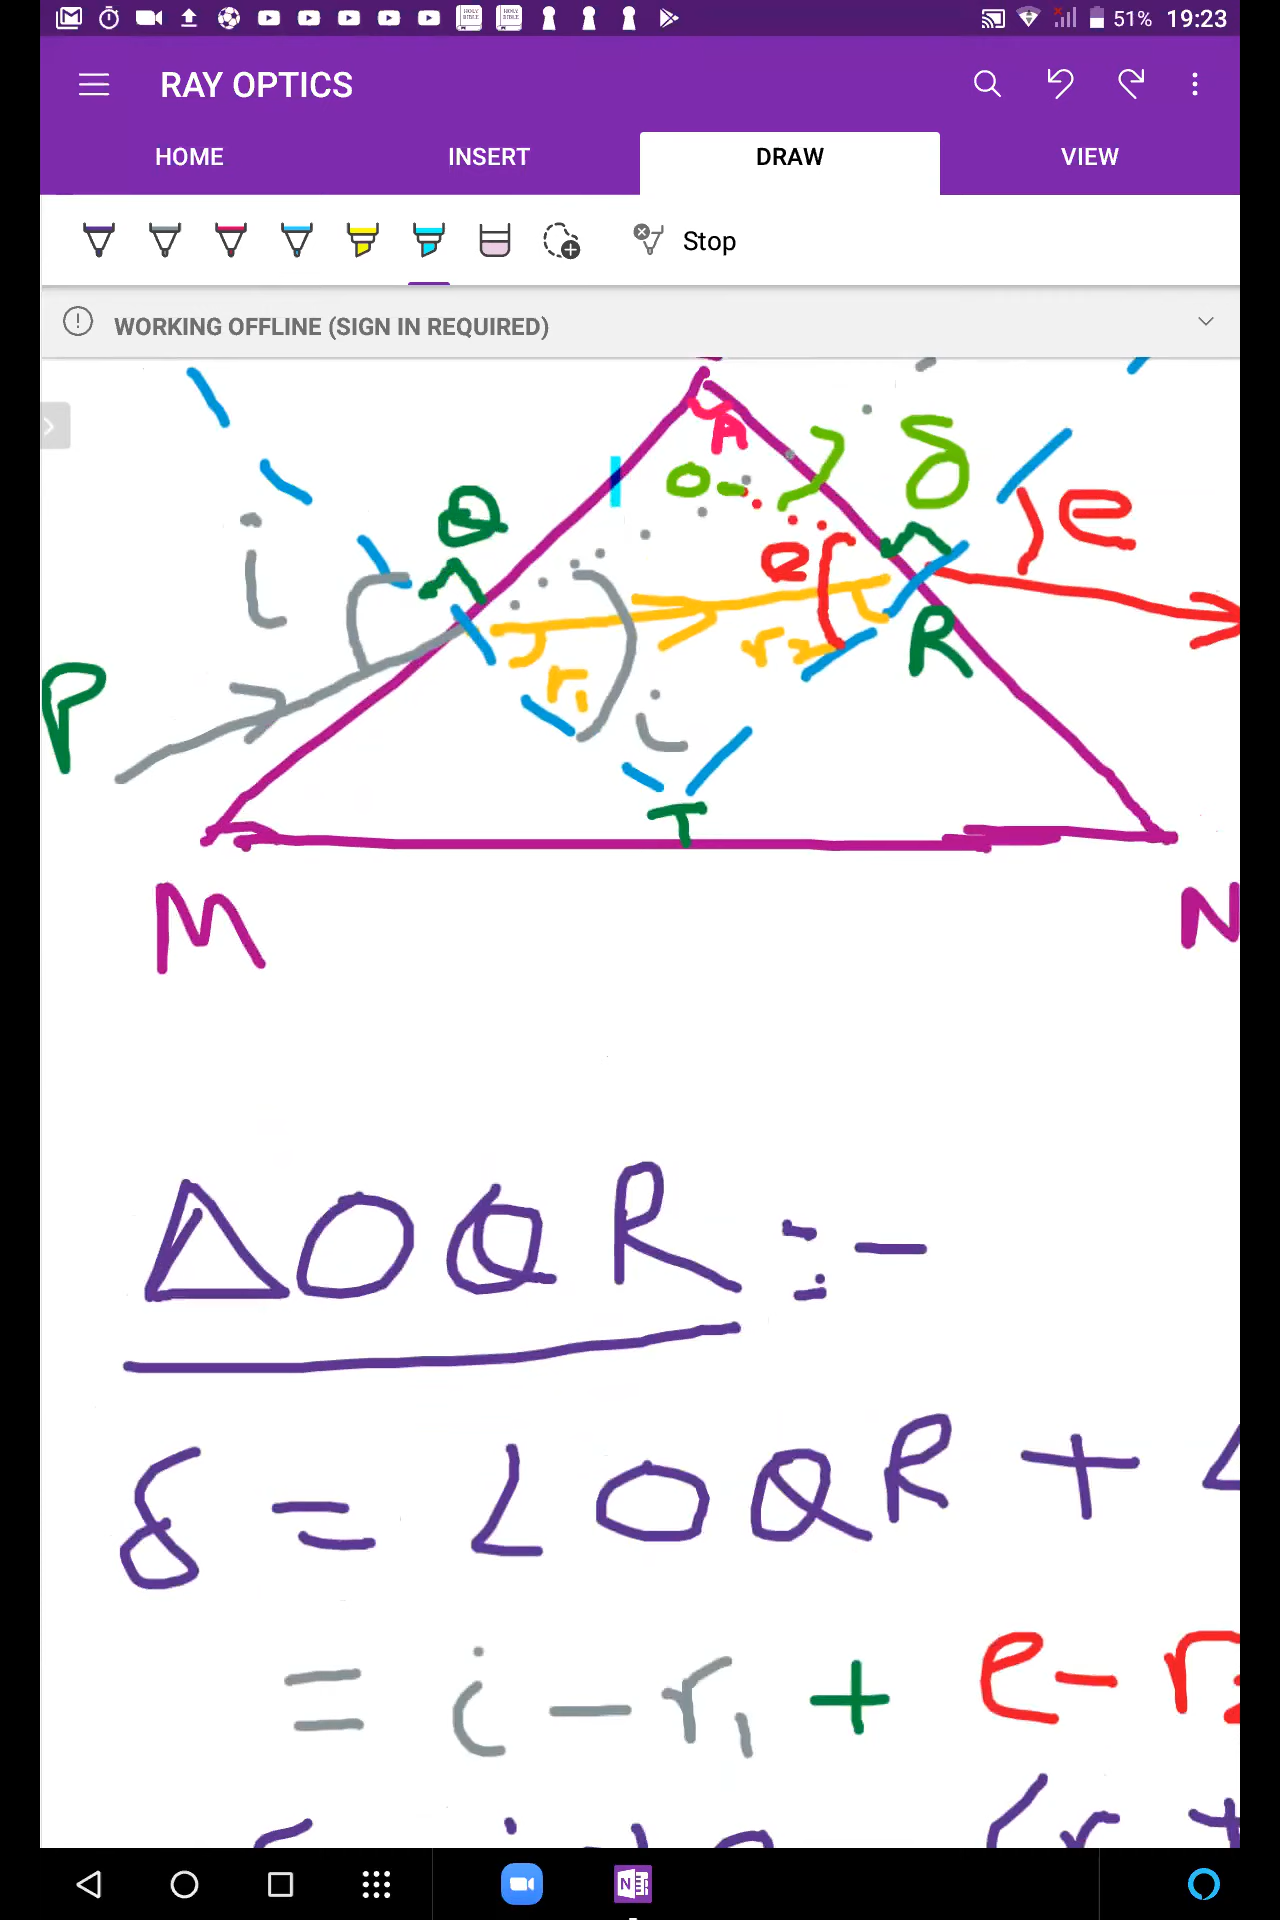 51% 19:23
RAY OPTICS
HOME INSERT DRAW VIEW
Stop
WORKING OFFLINE (SIGN IN REQUIRED)
A
O
δ
i
Q
e
e
r₁
r₂
R
P
i
T
M
N
ΔOQR :-
δ = ∠OQR +
= i - r₁ + e - r₂